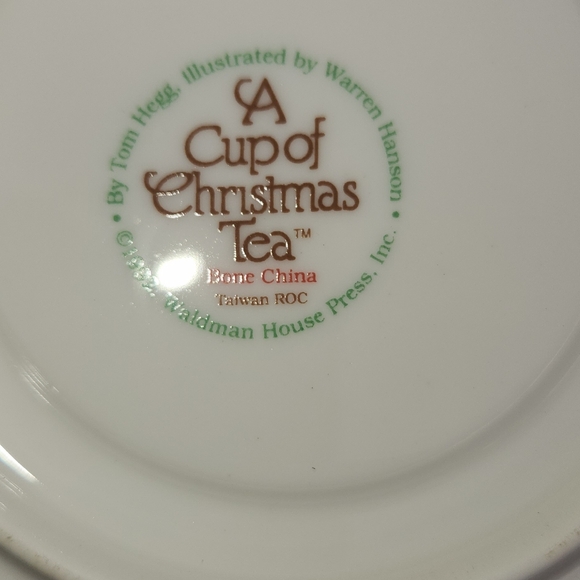 • By Tom Hegg, Illustrated by Warren Hanson •
A
Cup of
Christmas
Tea™
Bone China
Taiwan ROC
Waldman House Press, Inc.